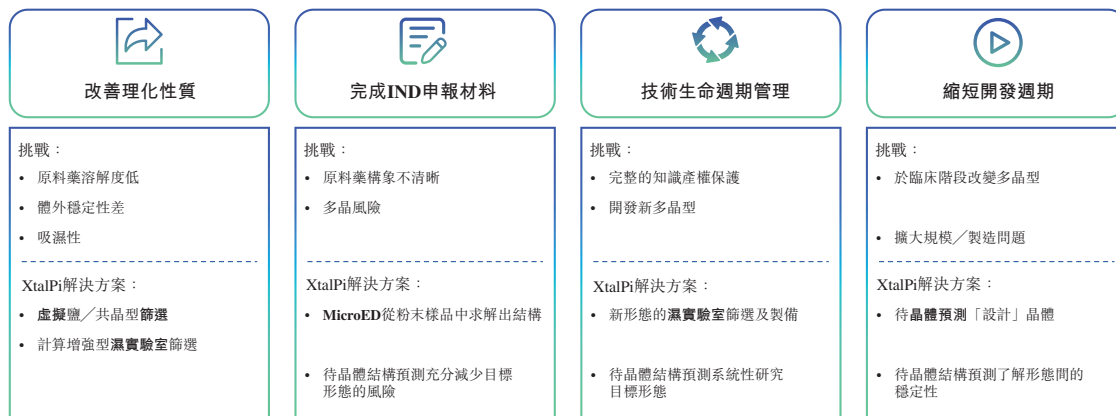 改善理化性質
挑戰：
• 原料藥溶解度低
• 體外穩定性差
• 吸濕性
XtalPi解決方案：
• 虛擬鹽／共晶型篩選
• 計算增強型濕實驗室篩選
完成IND申報材料
挑戰：
• 原料藥構象不清晰
• 多晶風險
XtalPi解決方案：
• MicroED從粉末樣品中求解出結構
• 待晶體結構預測充分減少目標
形態的風險
技術生命週期管理
挑戰：
• 完整的知識產權保護
• 開發新多晶型
XtalPi解決方案：
• 新形態的濕實驗室篩選及製備
• 待晶體結構預測系統性研究
目標形態
縮短開發週期
挑戰：
• 於臨床階段改變多晶型
• 擴大規模／製造問題
XtalPi解決方案：
• 待晶體預測「設計」晶體
• 待晶體結構預測了解形態間的
穩定性